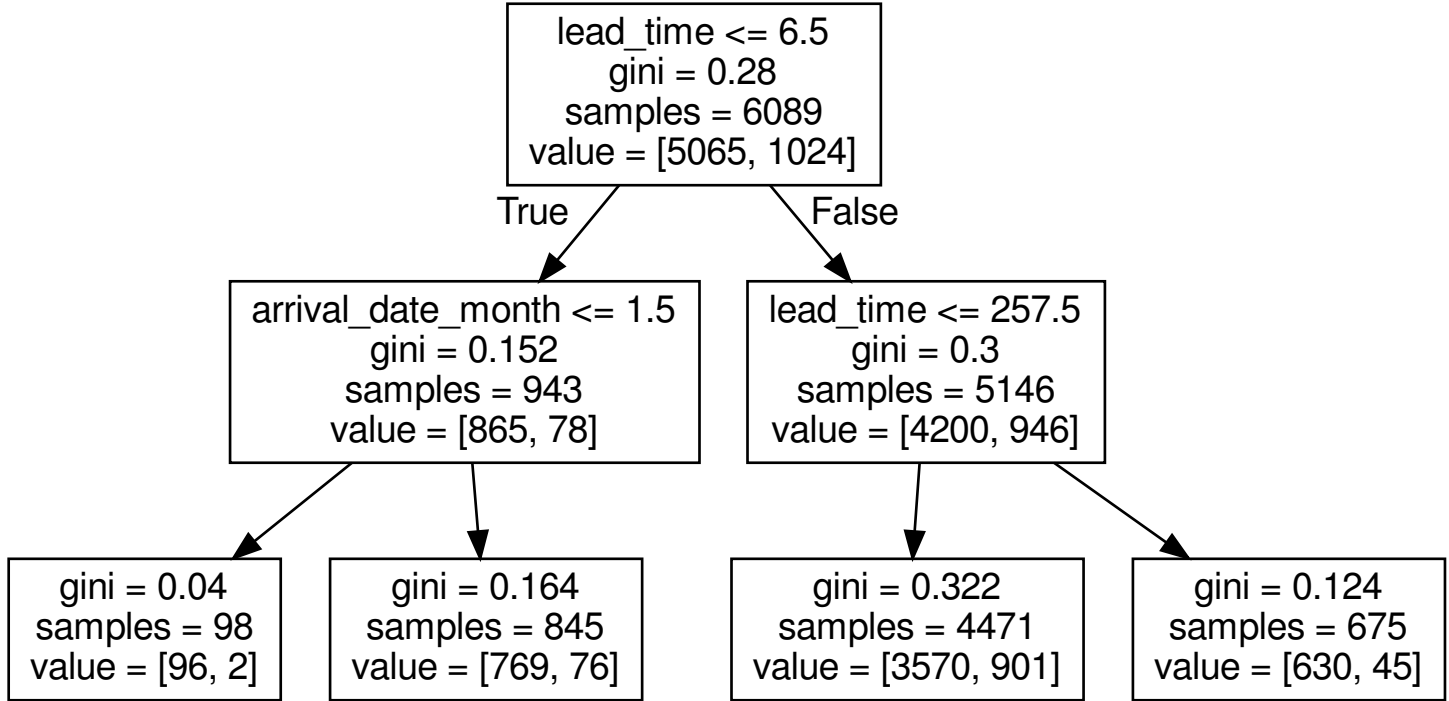 lead_time <= 6.5
gini = 0.28
samples = 6089
value = [5065, 1024]
True
False
arrival_date_month <= 1.5
gini = 0.152
samples = 943
value = [865, 78]
lead_time <= 257.5
gini = 0.3
samples = 5146
value = [4200, 946]
gini = 0.04
samples = 98
value = [96, 2]
gini = 0.164
samples = 845
value = [769, 76]
gini = 0.322
samples = 4471
value = [3570, 901]
gini = 0.124
samples = 675
value = [630, 45]